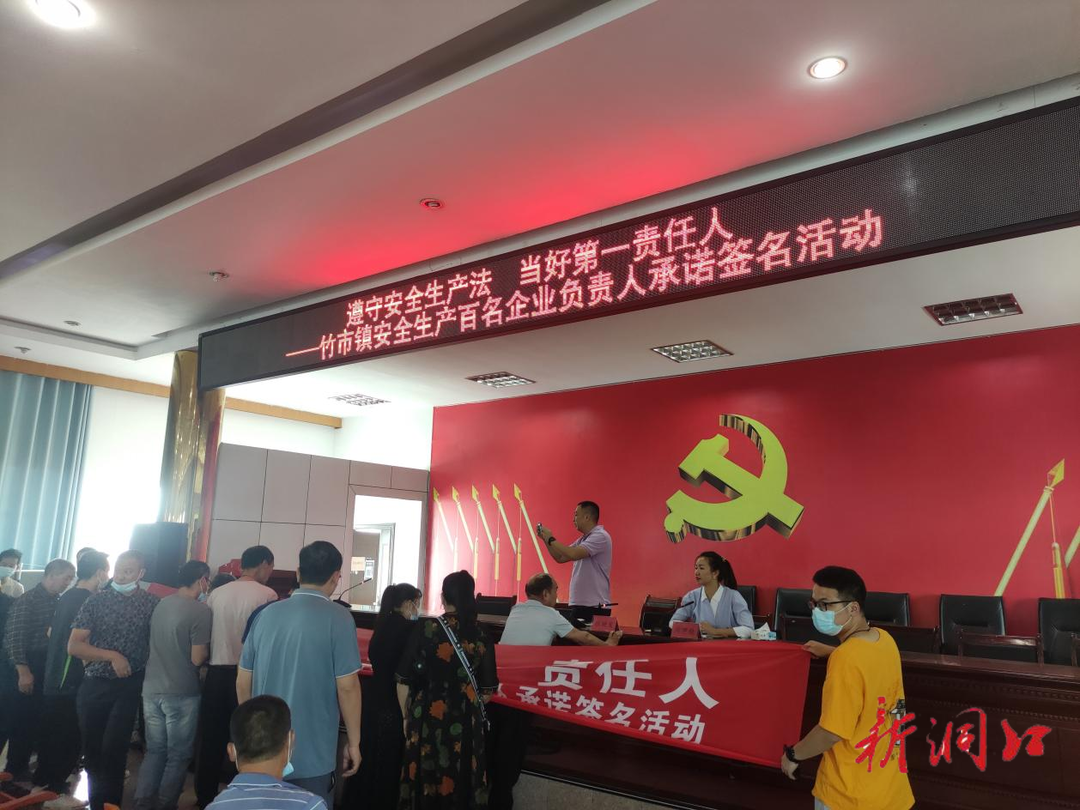 遵守安全生产法 当好第一责任人
——竹市镇安全生产百名企业负责人承诺签名活动
责任人
人承诺签名活动
新洞口